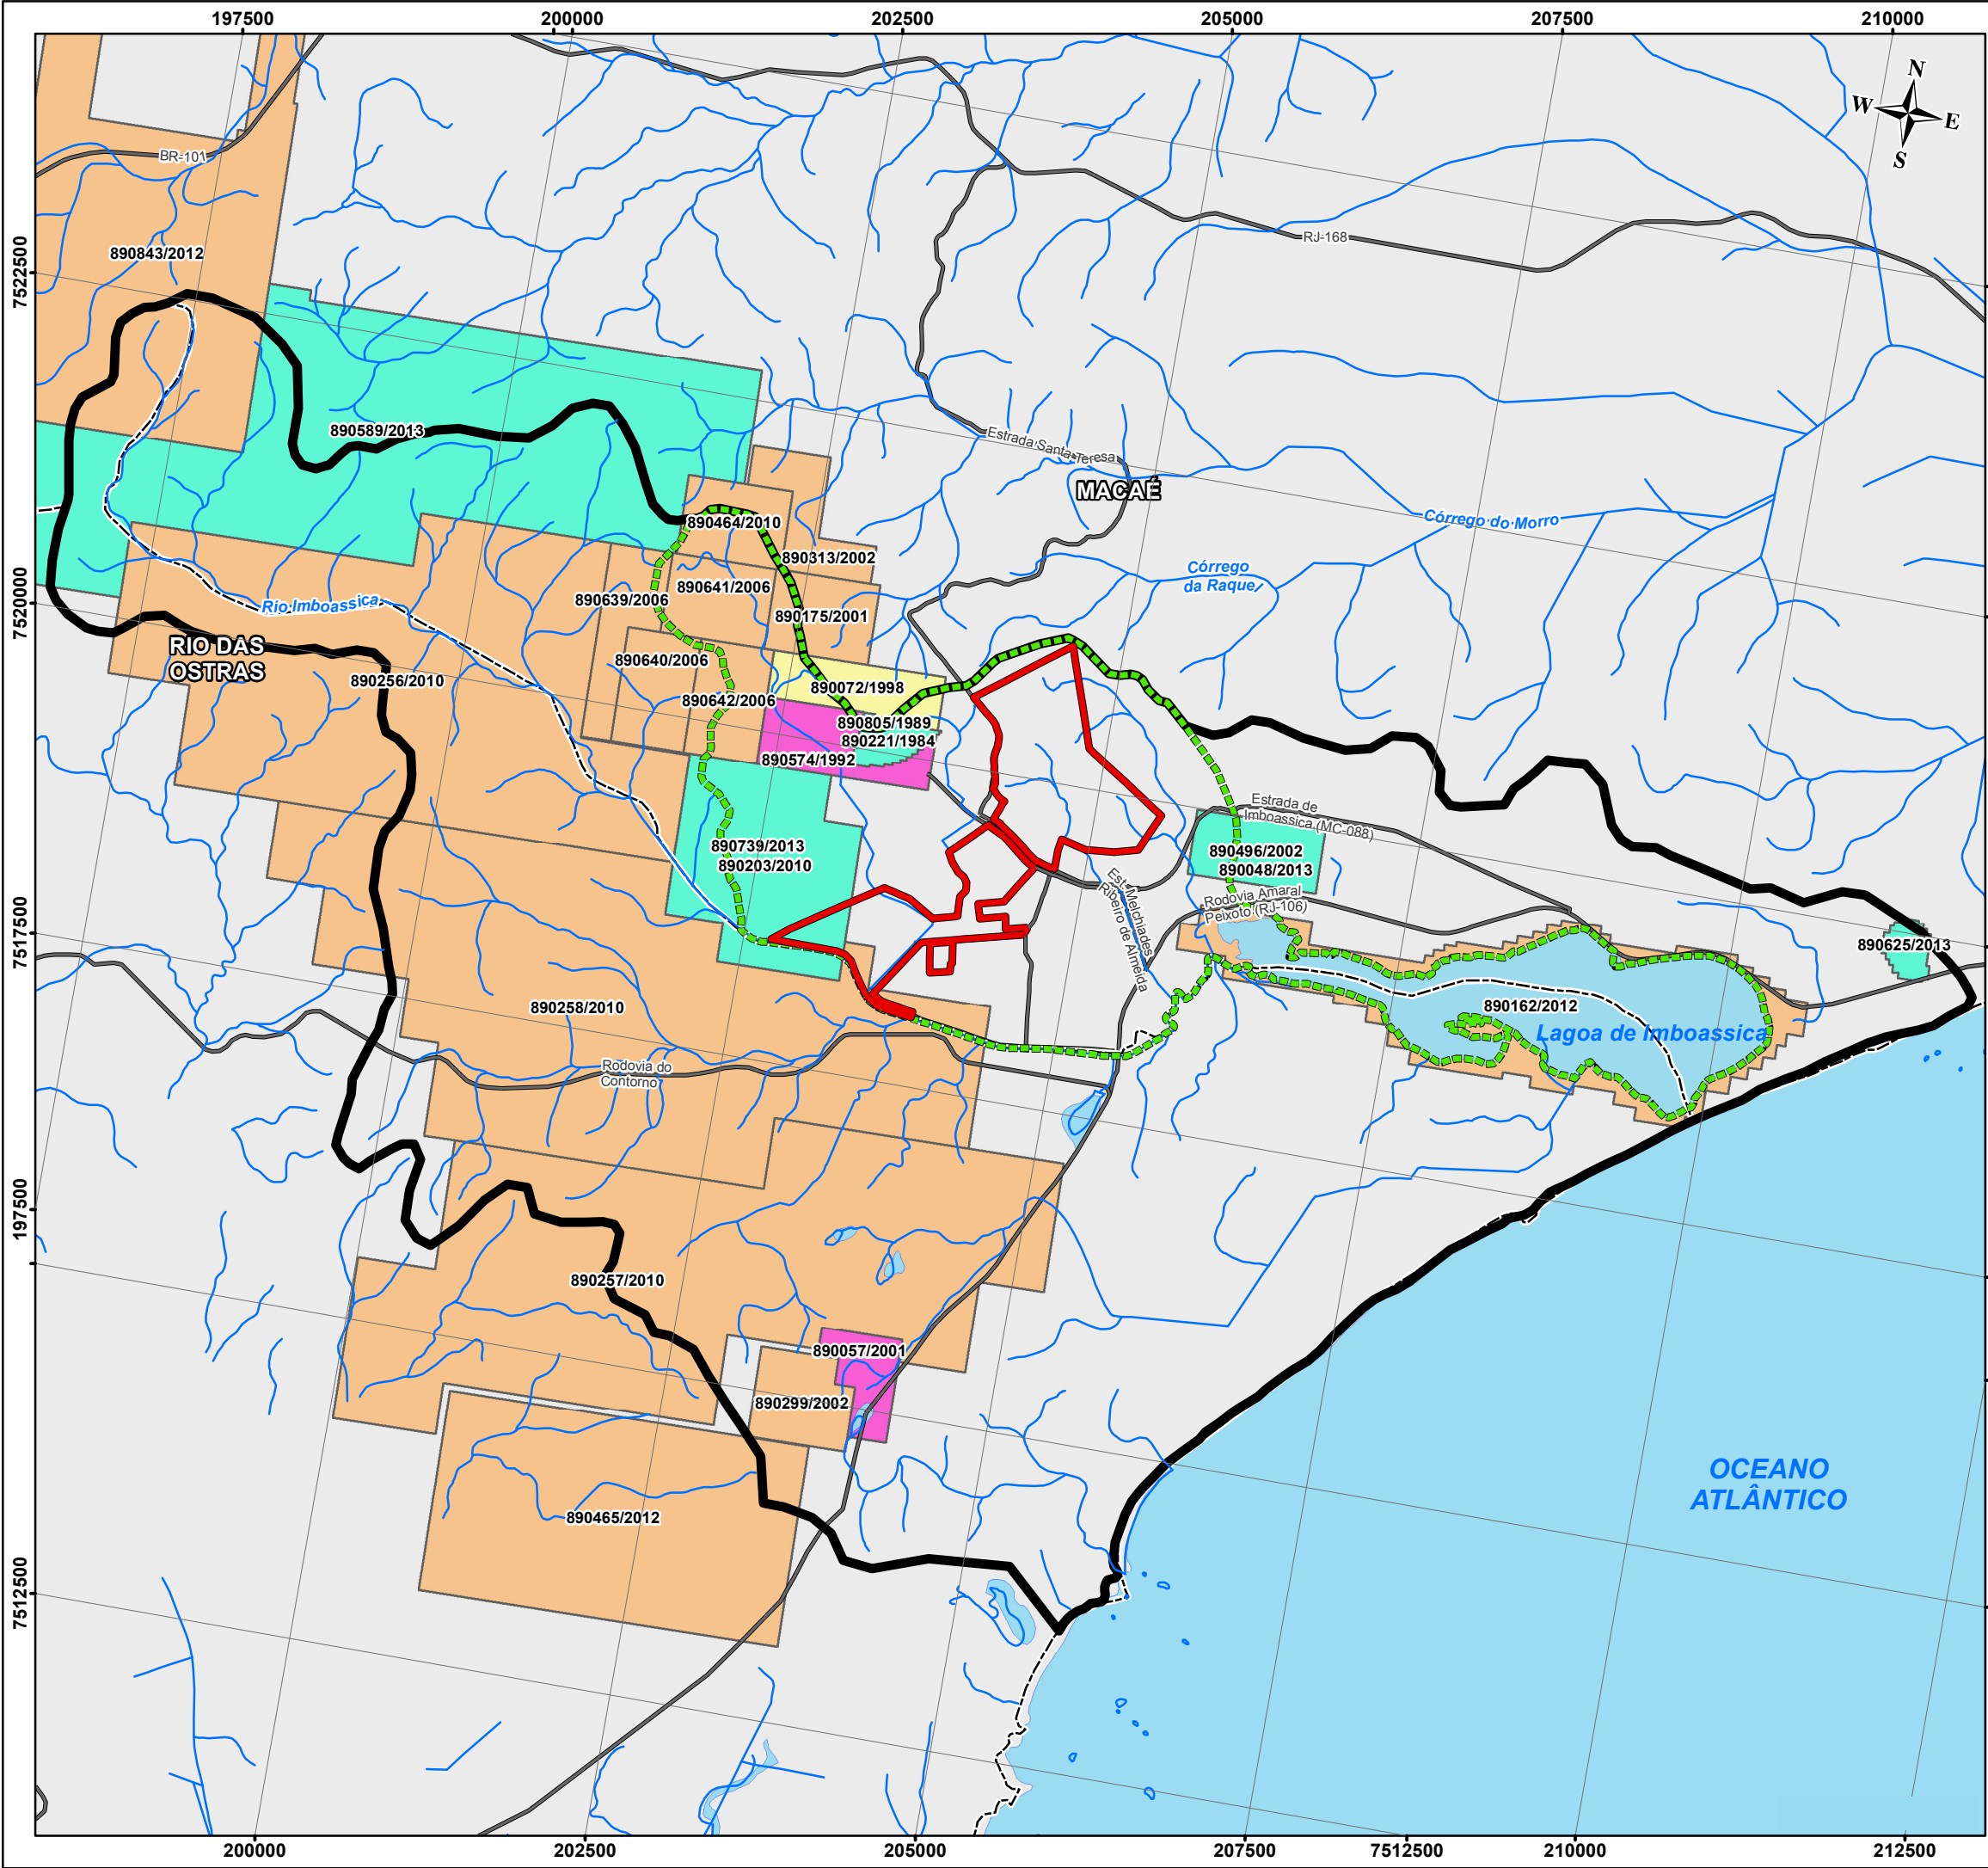 197500
200000
202500
205000
207500
210000
N
W
E
S
BR-101
RJ-168
890843/2012
7522500
890589/2013
Estrada Santa Teresa
MACAÉ
890464/2010
Córrego do Morro
890313/2002
Córrego
da Raque
890641/2006
890639/2006
7520000
Rio Imboassica
890175/2001
RIO DAS
OSTRAS
890640/2006
890256/2010
890072/1998
890642/2006
890805/1989
890221/1984
890574/1992
Estrada de
Imboassica (MC-088)
890739/2013
890203/2010
890496/2002
890048/2013
Est. Melchiades
Ribeiro de Almeida
Rodovia Amaral
Peixoto (RJ-106)
7517500
890625/2013
890258/2010
890162/2012
Lagoa de Imboassica
Rodovia do
Contorno
197500
890257/2010
890057/2001
890299/2002
OCEANO
ATLÂNTICO
890465/2012
7512500
200000
202500
205000
207500
7512500
210000
212500